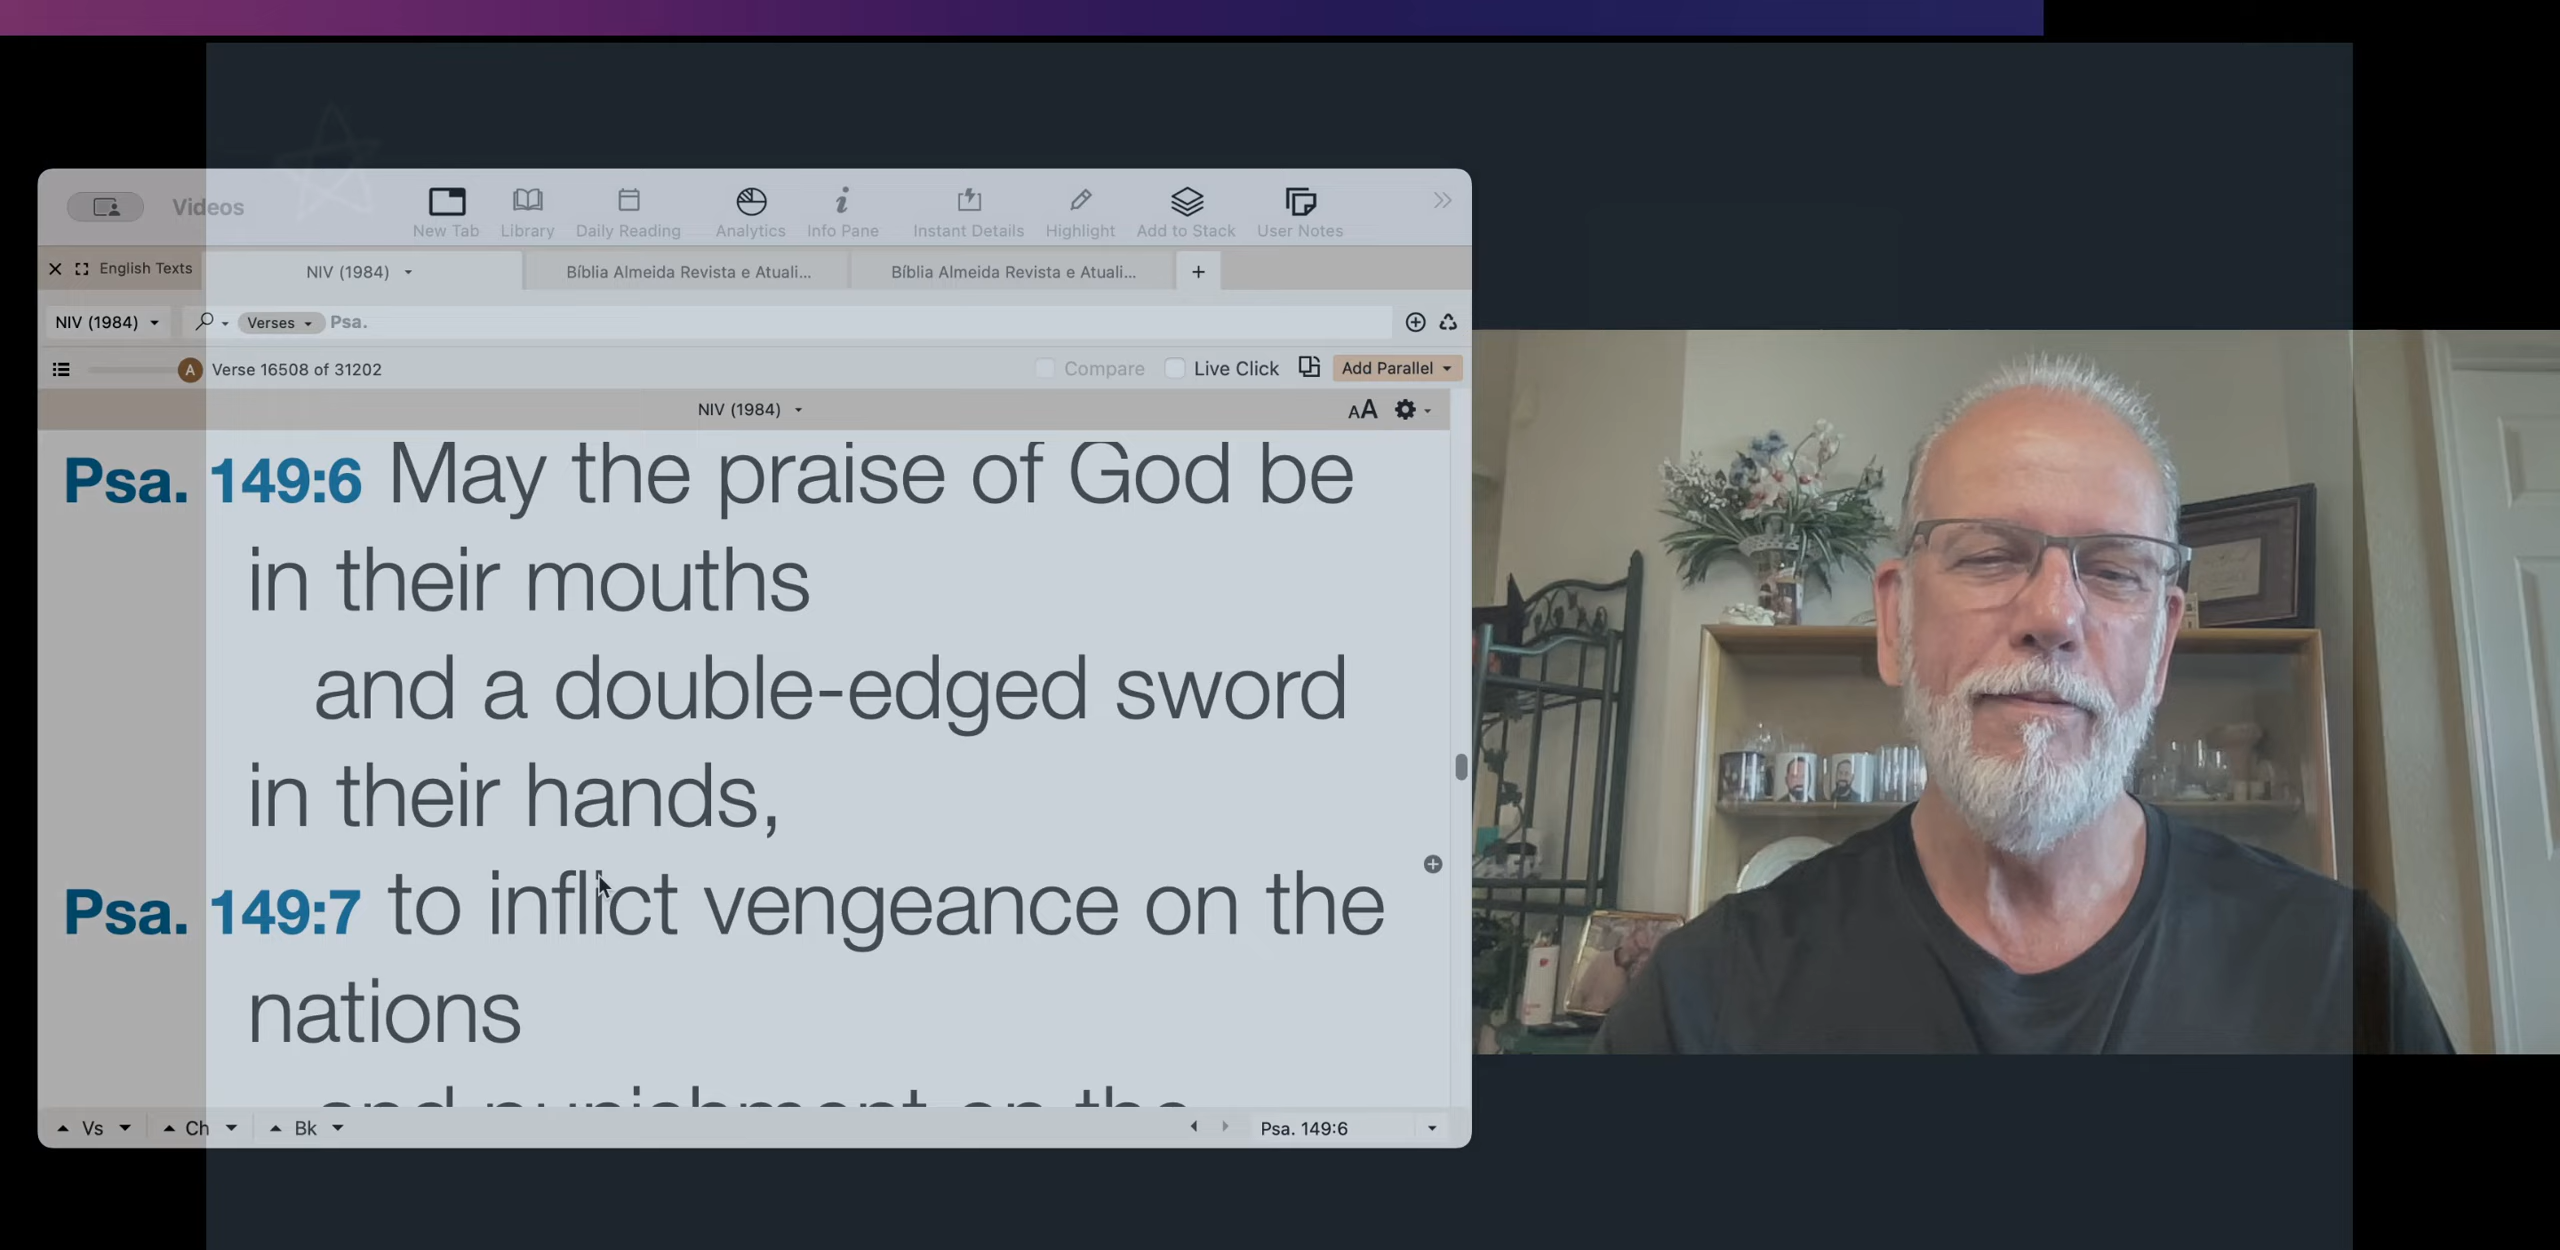 Videos
New Tab
Library
Daily Reading
Analytics
Info Pane
Instant Details
Highlight
Add to Stack
User Notes
English Texts
NIV (1984)
Bíblia Almeida Revista e Atuali...
Bíblia Almeida Revista e Atuali...
NIV (1984)
Verses
Psa.
A
Verse 16508 of 31202
Compare
Live Click
Add Parallel
NIV (1984)
AA
Psa. 149:6 May the praise of God be
in their mouths
and a double-edged sword
in their hands,
Psa. 149:7 to inflict vengeance on the
nations
and punishment on the
Vs
Ch
Bk
Psa. 149:6